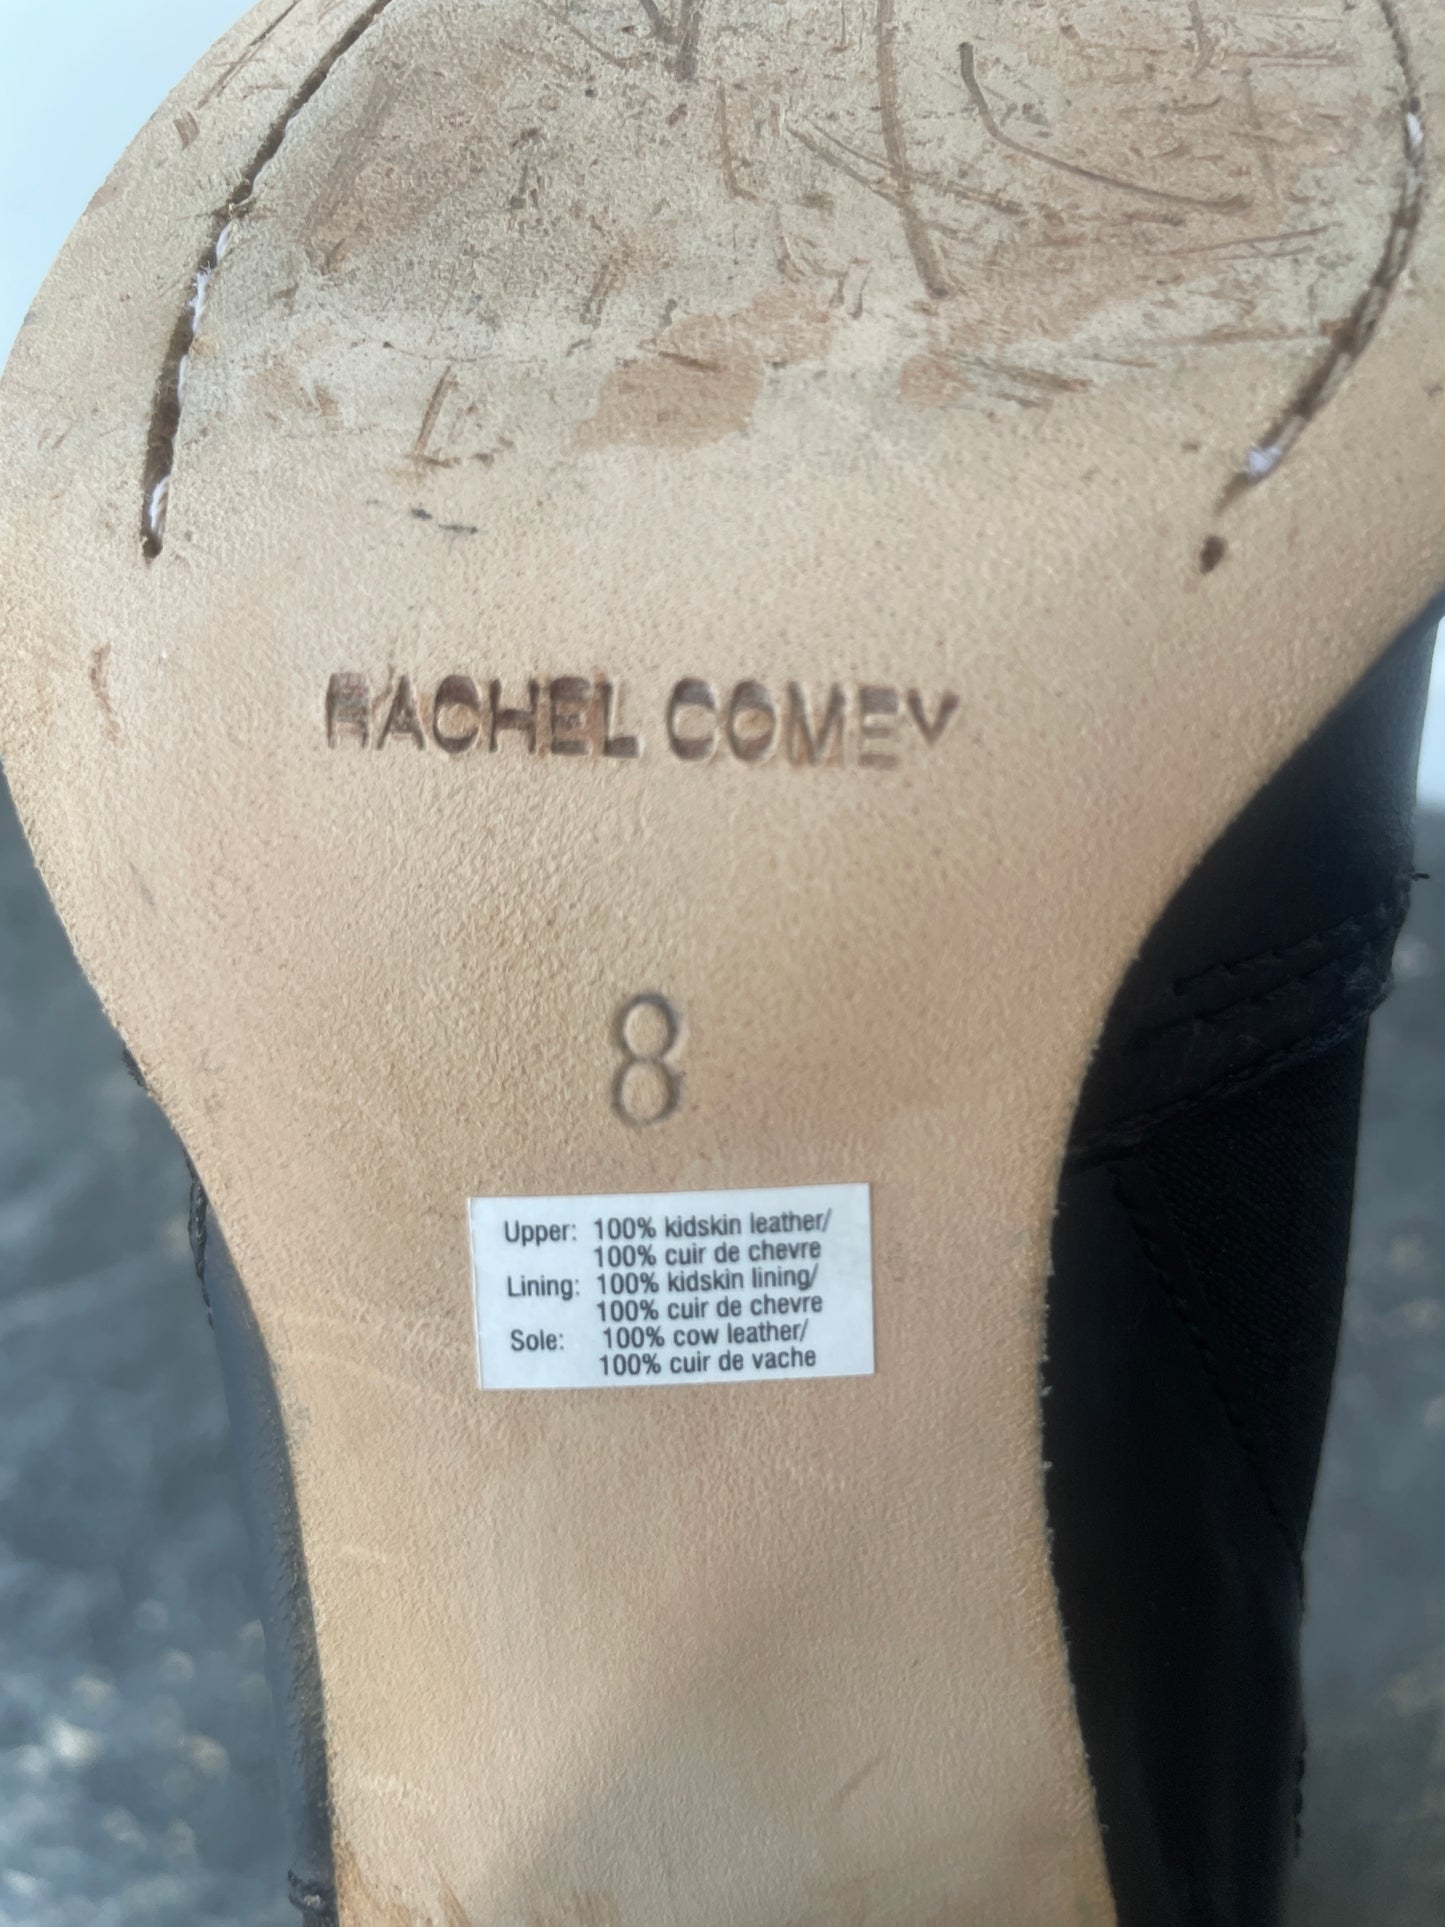 RACHEL COMEY
8
Upper: 100% kidskin leather/
100% cuir de chevre
Lining: 100% kidskin lining/
100% cuir de chevre
Sole: 100% cow leather/
100% cuir de vache